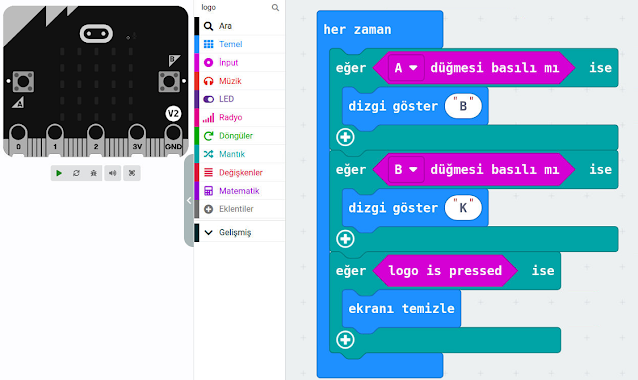 logo
Ara
Temel
Input
Müzik
LED
Radyo
Döngüler
Mantık
Değişkenler
Matematik
Eklentiler
Gelişmiş
B
A
V2
0 1 2 3V GND
her zaman
eğer A düğmesi basılı mı ise
dizgi göster "B"
eğer B düğmesi basılı mı ise
dizgi göster "K"
eğer logo is pressed ise
ekranı temizle